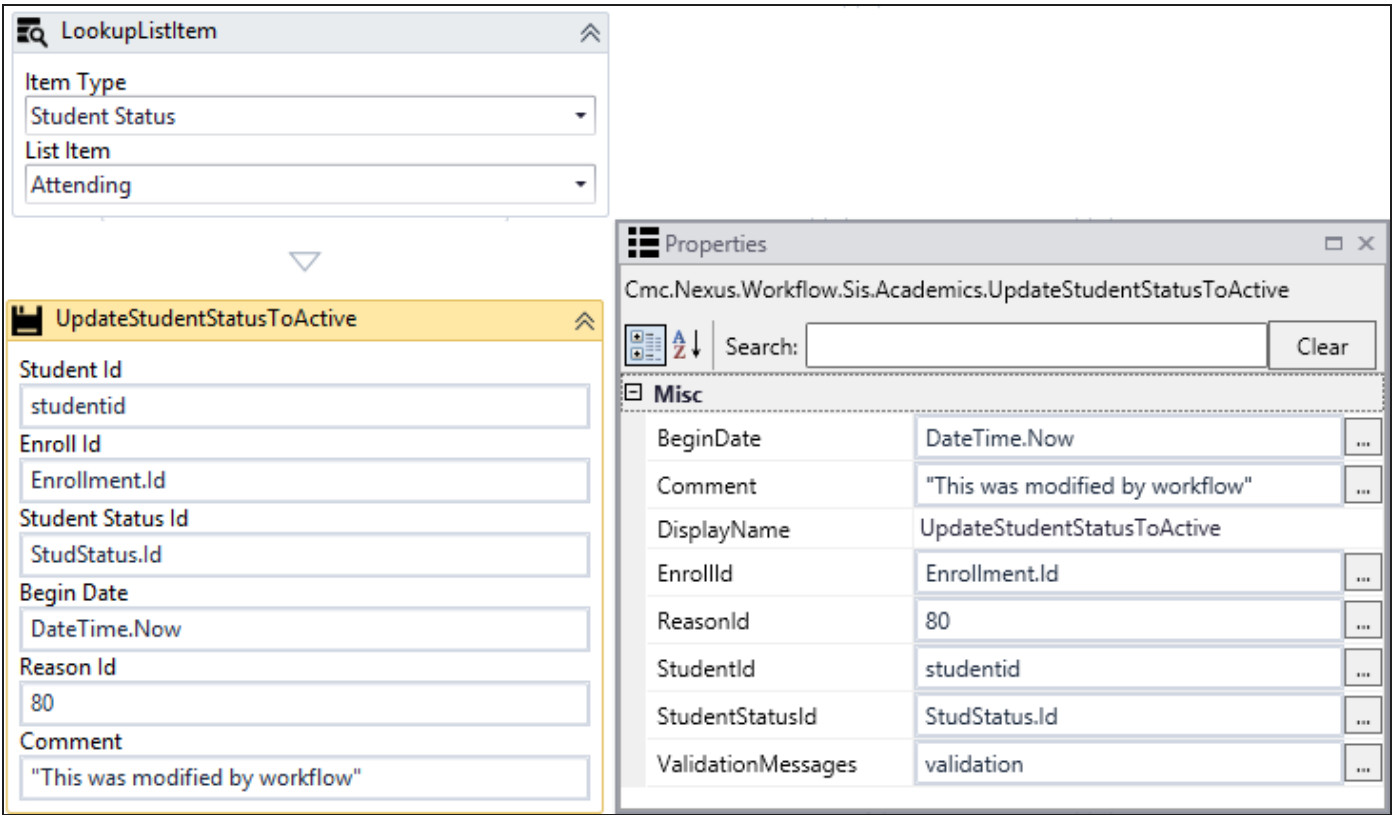 LookupListItem
Item Type
Student Status
List Item
Attending
UpdateStudentStatusToActive
Student Id
studentid
Enroll Id
Enrollment.Id
Student Status Id
StudStatus.Id
Begin Date
DateTime.Now
Reason Id
80
Comment
"This was modified by workflow"
Properties
Cmc.Nexus.Workflow.Sis.Academics.UpdateStudentStatusToActive
A Z Search: Clear
Misc
BeginDate DateTime.Now ...
Comment "This was modified by workflow" ...
DisplayName UpdateStudentStatusToActive
EnrollId Enrollment.Id ...
ReasonId 80 ...
StudentId studentid ...
StudentStatusId StudStatus.Id ...
ValidationMessages validation ...